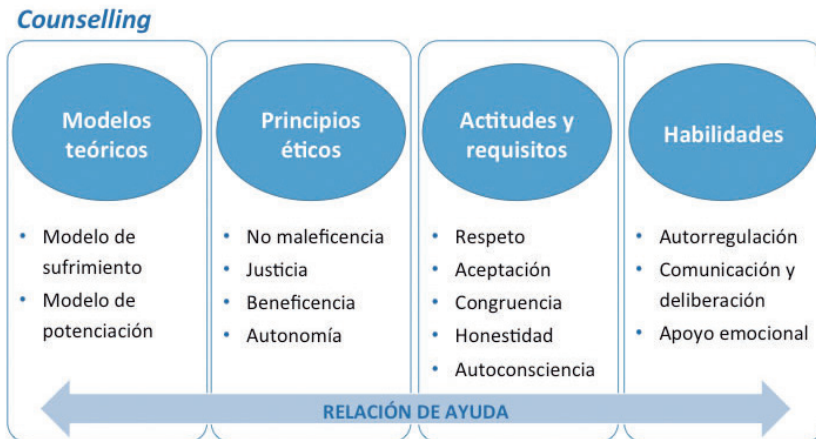 Counselling
Modelos
teóricos
• Modelo de
sufrimiento
• Modelo de
potenciación
Principios
éticos
• No maleficencia
• Justicia
• Beneficencia
• Autonomía
Actitudes y
requisitos
• Respeto
• Aceptación
• Congruencia
• Honestidad
• Autoconsciencia
Habilidades
• Autorregulación
• Comunicación y
deliberación
• Apoyo emocional
RELACIÓN DE AYUDA